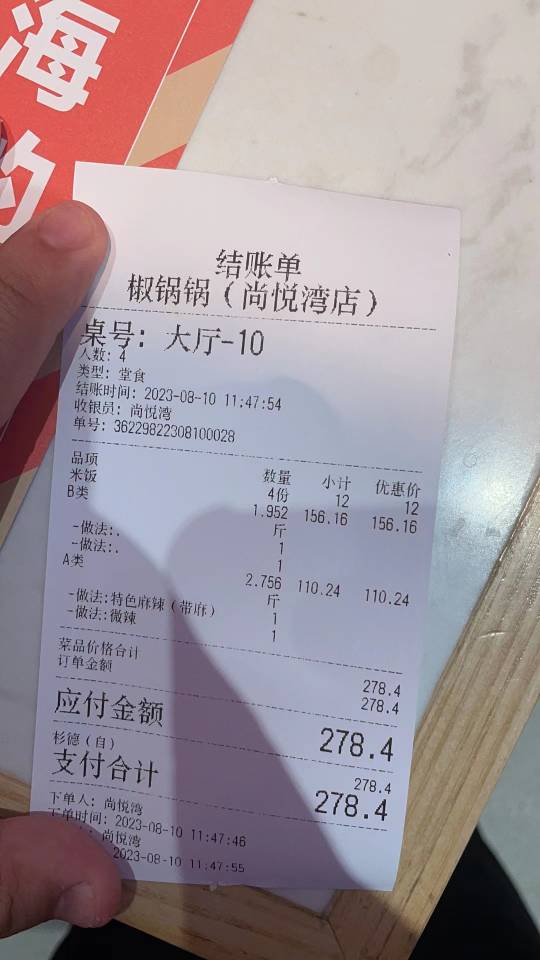 海
的
结账单
椒锅锅（尚悦湾店）
桌号: 大厅-10
人数: 4
类型: 堂食
结账时间: 2023-08-10 11:47:54
收银员: 尚悦湾
单号: 36229822308100028
品项 数量 小计 优惠价
米饭 4份 12 12
B类 1.952斤 156.16 156.16
-做法:. 1
-做法:. 1
A类 2.756斤 110.24 110.24
-做法:特色麻辣（带麻） 1
-做法:微辣 1
菜品价格合计 278.4
订单金额 278.4
应付金额 278.4
杉德（自） 278.4
支付合计 278.4
下单人: 尚悦湾
下单时间: 2023-08-10 11:47:46
尚悦湾
2023-08-10 11:47:55